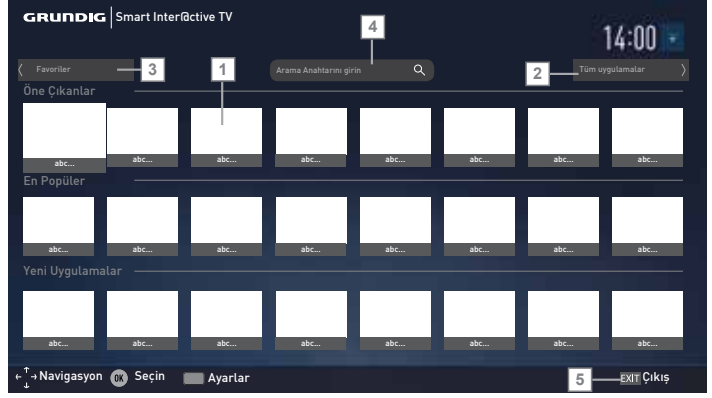 GRUNDIG Smart Inter@ctive TV
4
14:00
Favoriler 3 1 Arama Anahtarını girin 2 Tüm uygulamalar
Öne Çıkanlar
abc... abc... abc... abc... abc... abc... abc... abc...
En Popüler
abc... abc... abc... abc... abc... abc... abc... abc...
Yeni Uygulamalar
abc... abc... abc... abc... abc... abc... abc... abc...
Navigasyon OK Seçin Ayarlar 5 EXIT Çıkış